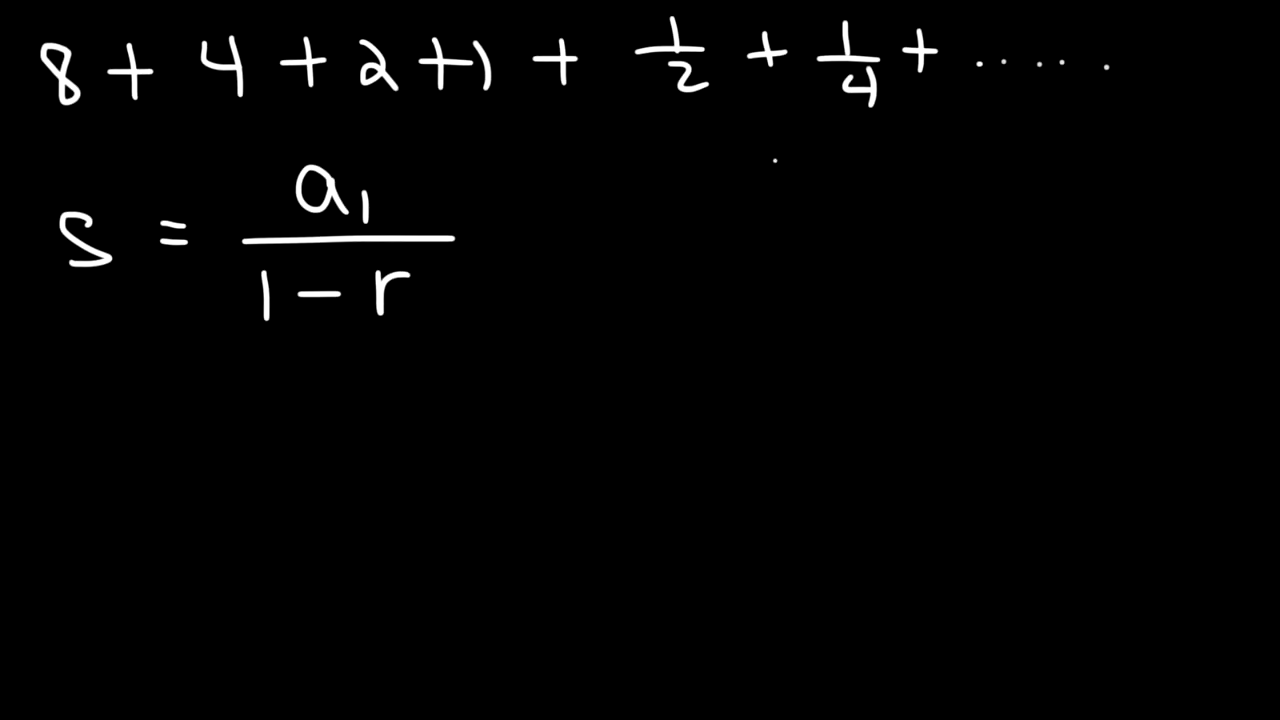 8 + 4 + 2 + 1 + 1/2 + 1/4 + .....
S = a₁/(1 - r)